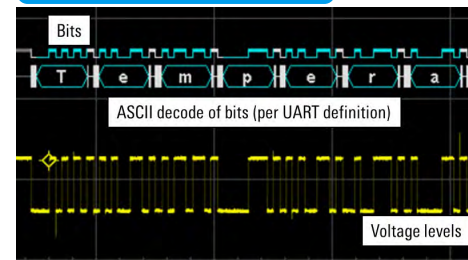 Bits
T e m p e r a
ASCII decode of bits (per UART definition)
Voltage levels